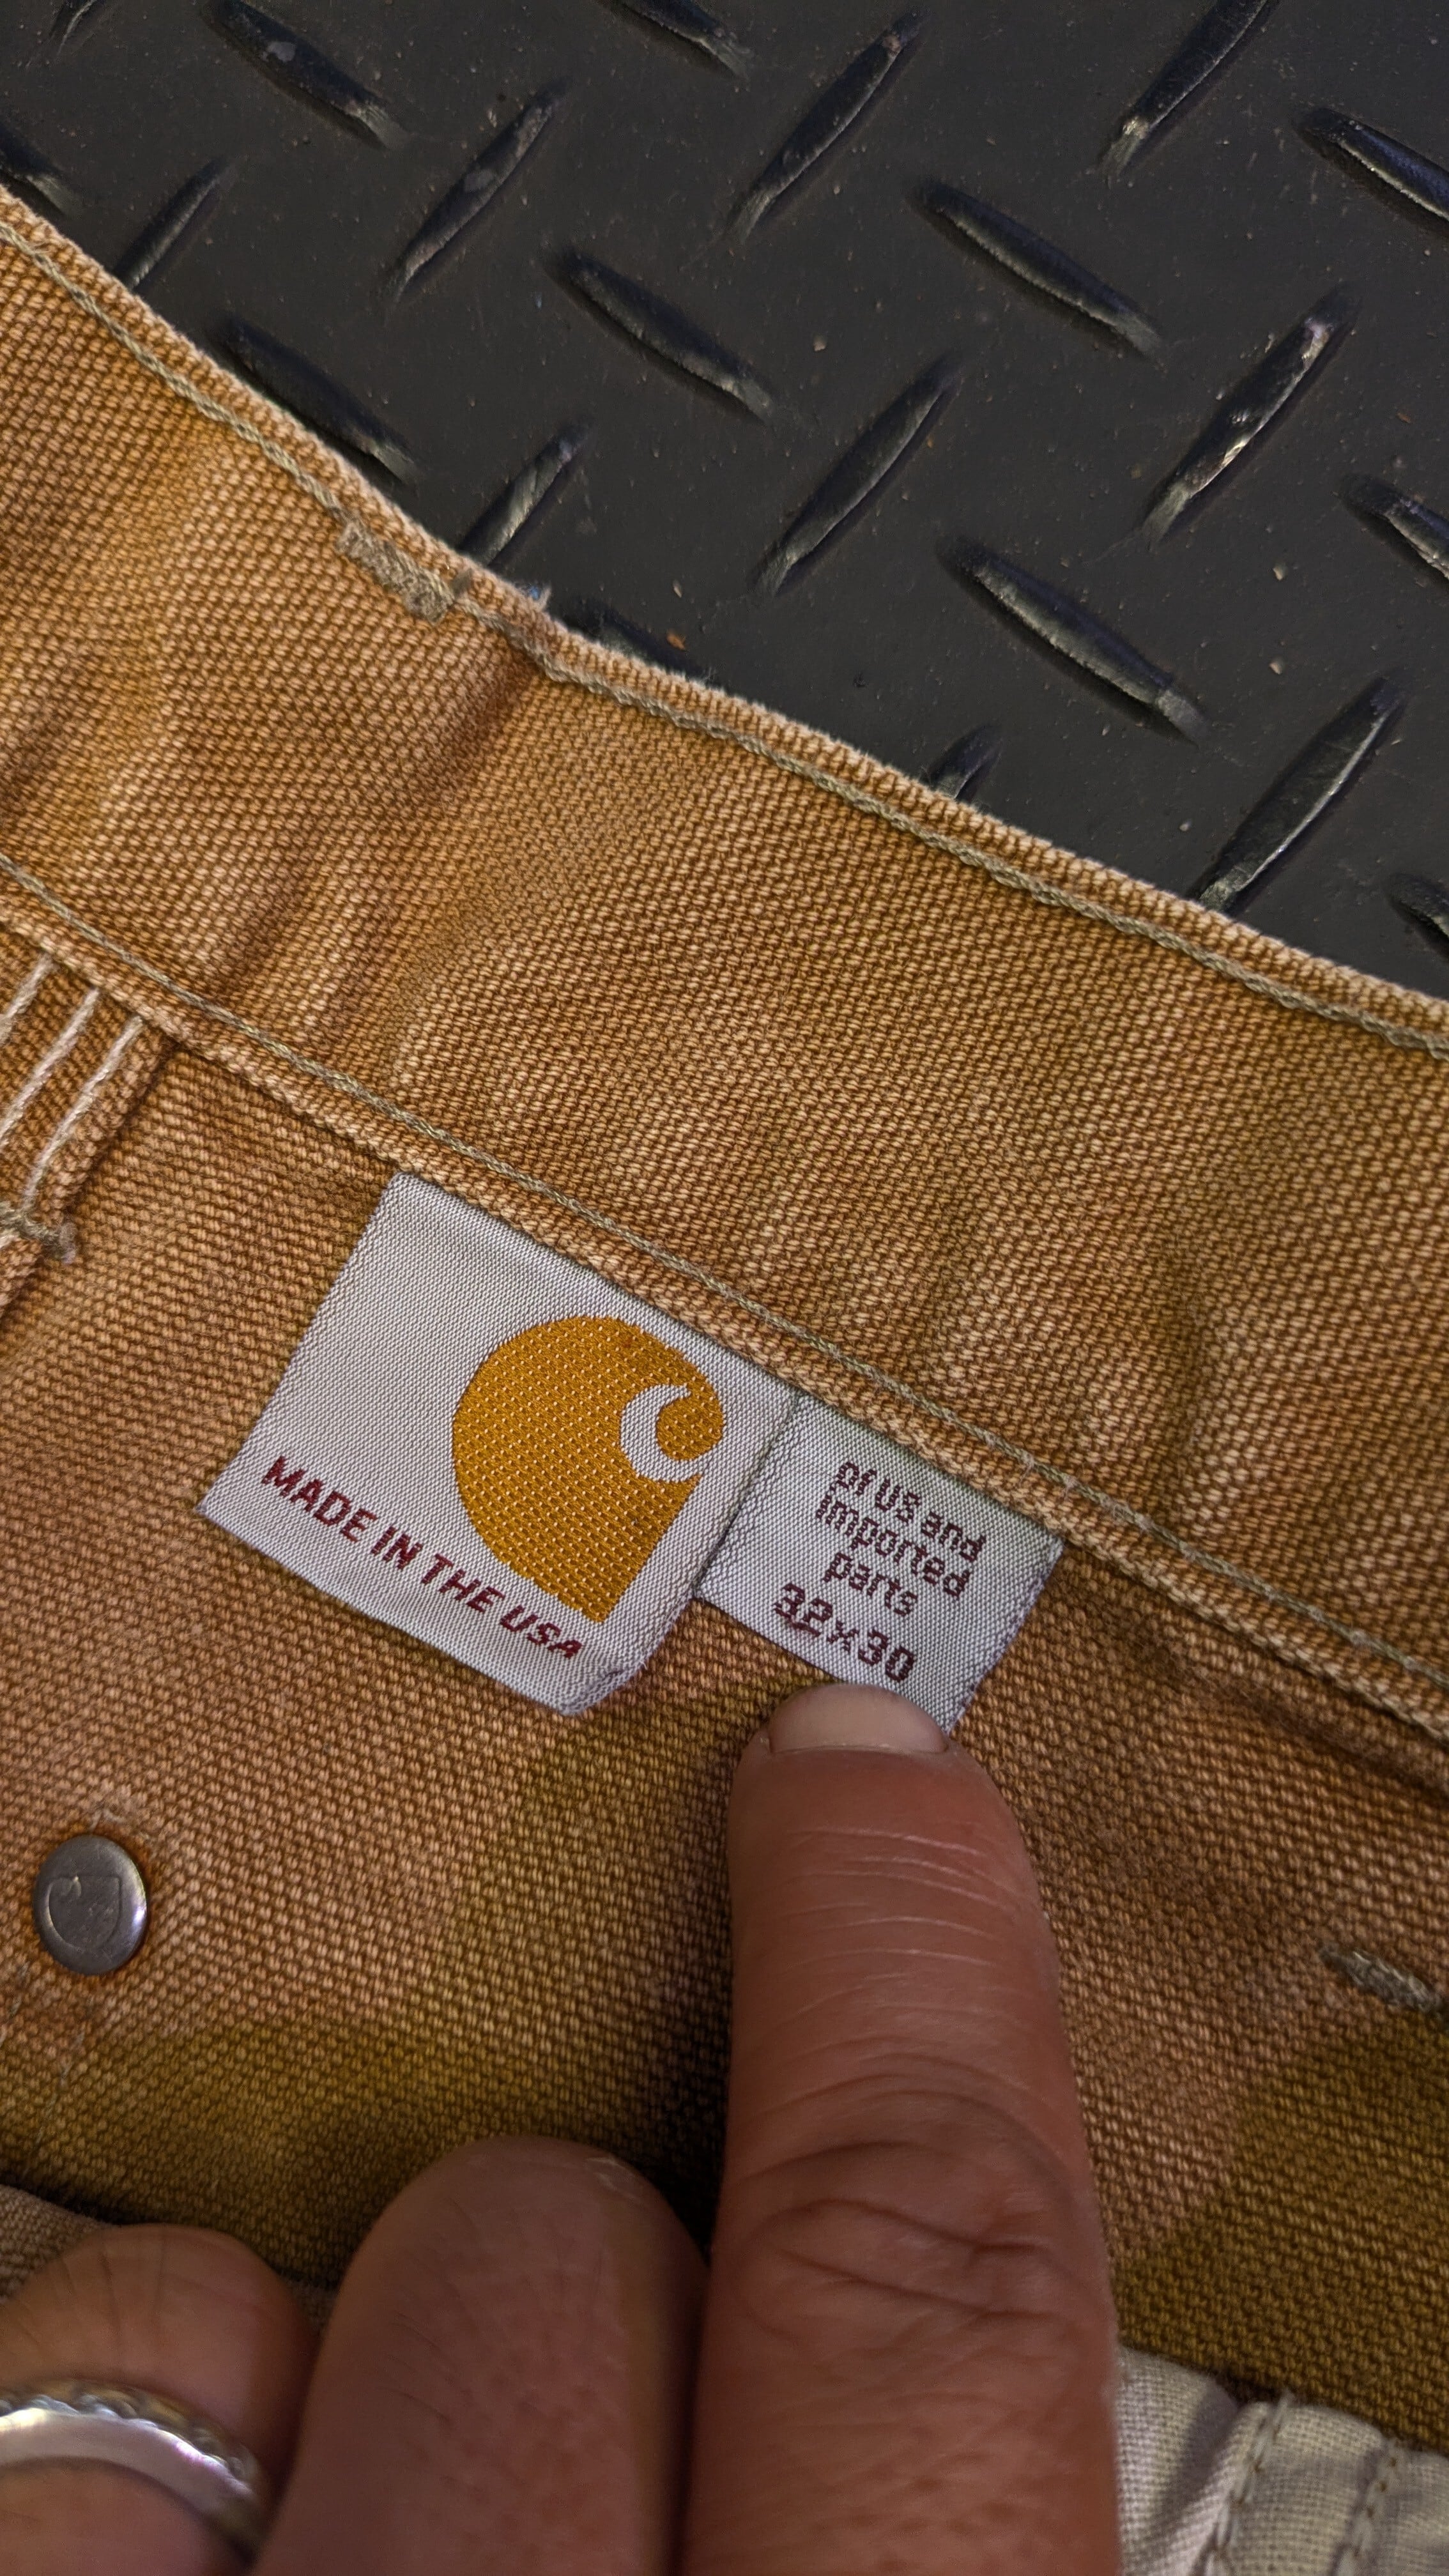 MADE IN THE USA
of US and
imported
parts
32x30